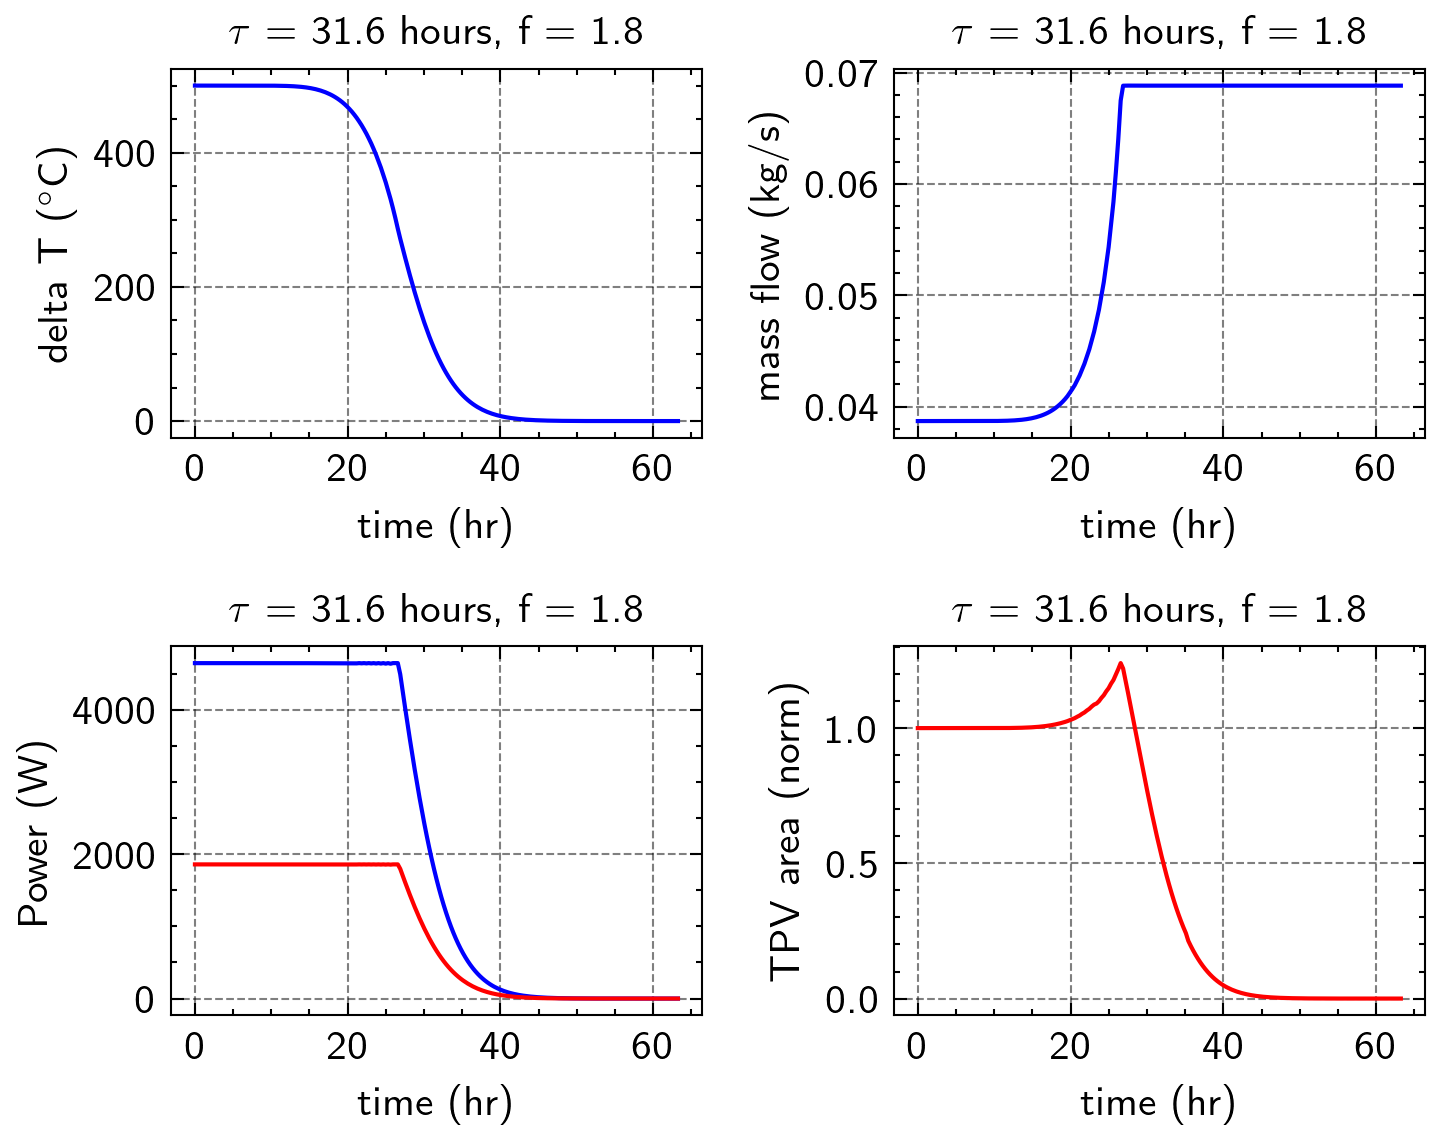 τ = 31.6 hours, f = 1.8
delta T (°C)
400
200
0
0 20 40 60
time (hr)
τ = 31.6 hours, f = 1.8
mass flow (kg/s)
0.07
0.06
0.05
0.04
0 20 40 60
time (hr)
τ = 31.6 hours, f = 1.8
Power (W)
4000
2000
0
0 20 40 60
time (hr)
τ = 31.6 hours, f = 1.8
TPV area (norm)
1.0
0.5
0.0
0 20 40 60
time (hr)